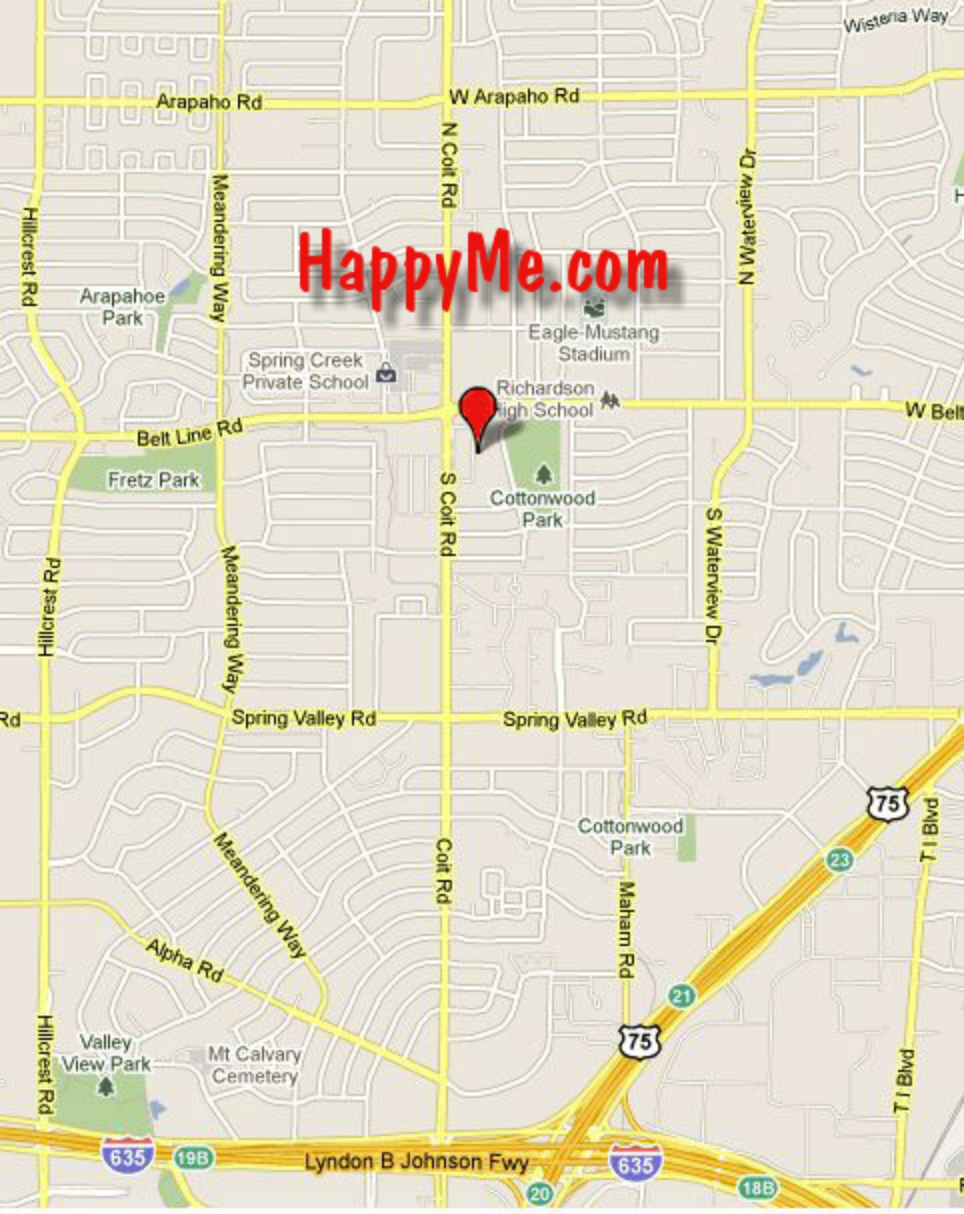 Wisteria Way
Arapaho Rd
W Arapaho Rd
N Coit Rd
Meandering Way
N Waterview Dr
Hillcrest Rd
H
HappyMe.com
Arapahoe
Park
Eagle-Mustang
Stadium
Spring Creek
Private School
Richardson
High School
W Belt
Belt Line Rd
Fretz Park
S Coit Rd
Cottonwood
Park
S Waterview Dr
Hillcrest Rd
Meandering Way
Rd
Spring Valley Rd
Spring Valley Rd
75
T I Blvd
Cottonwood
Park
23
Coit Rd
Meandering Way
Maham Rd
Alpha Rd
21
75
Hillcrest Rd
Valley
View Park
Mt Calvary
Cemetery
T I Blvd
635
19B
Lyndon B Johnson Fwy
635
18B
20
F